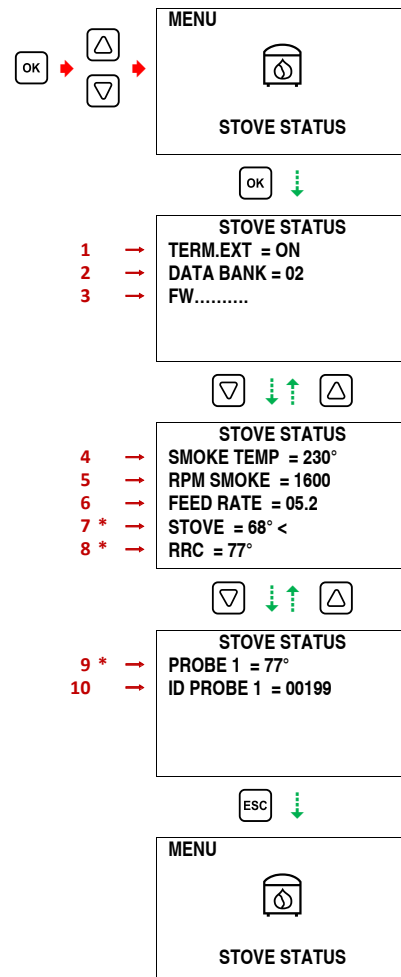 MENU
OK
STOVE STATUS
OK
STOVE STATUS
1 → TERM.EXT = ON
2 → DATA BANK = 02
3 → FW..........
STOVE STATUS
4 → SMOKE TEMP = 230°
5 → RPM SMOKE = 1600
6 → FEED RATE = 05.2
7 * → STOVE = 68° <
8 * → RRC = 77°
STOVE STATUS
9 * → PROBE 1 = 77°
10 → ID PROBE 1 = 00199
ESC
MENU
STOVE STATUS